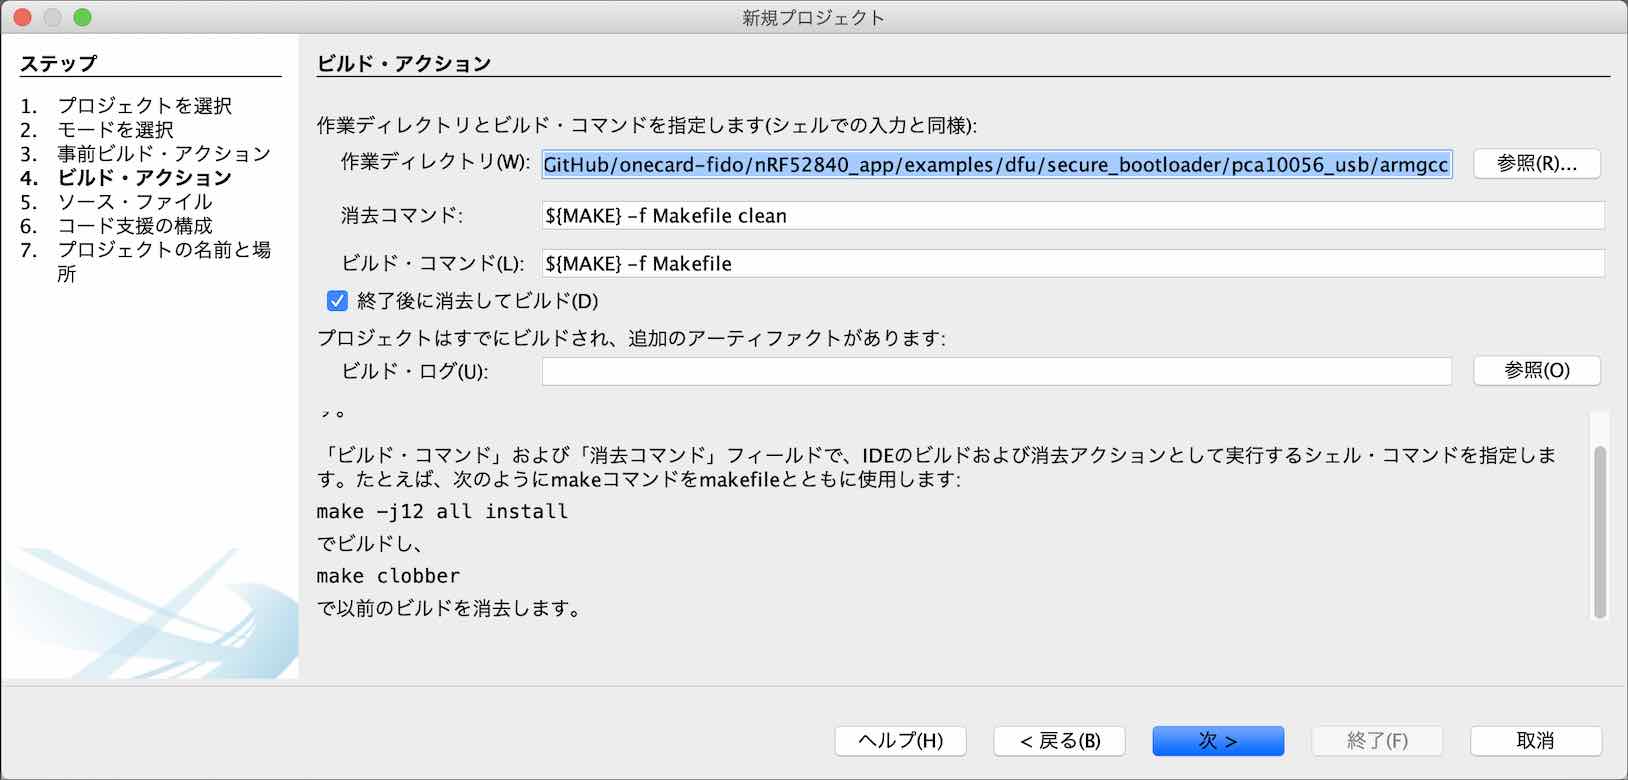 新規プロジェクト
ステップ
1. プロジェクトを選択
2. モードを選択
3. 事前ビルド・アクション
4. ビルド・アクション
5. ソース・ファイル
6. コード支援の構成
7. プロジェクトの名前と場
所
ビルド・アクション
作業ディレクトリとビルド・コマンドを指定します(シェルでの入力と同様):
作業ディレクトリ(W): GitHub/onecard-fido/nRF52840_app/examples/dfu/secure_bootloader/pca10056_usb/armgcc 参照(R)...
消去コマンド: ${MAKE} -f Makefile clean
ビルド・コマンド(L): ${MAKE} -f Makefile
終了後に消去してビルド(D)
プロジェクトはすでにビルドされ、追加のアーティファクトがあります:
ビルド・ログ(U): 参照(O)
「ビルド・コマンド」および「消去コマンド」フィールドで、IDEのビルドおよび消去アクションとして実行するシェル・コマンドを指定しま
す。たとえば、次のようにmakeコマンドをmakefileとともに使用します:
make -j12 all install
でビルドし、
make clobber
で以前のビルドを消去します。
ヘルプ(H) < 戻る(B) 次 > 終了(F) 取消